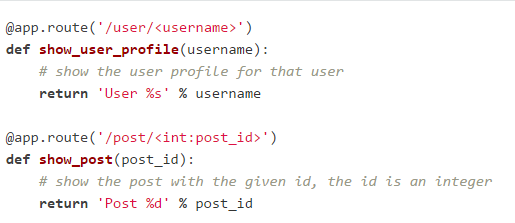 @app.route('/user/<username>')
def show_user_profile(username):
    # show the user profile for that user
    return 'User %s' % username

@app.route('/post/<int:post_id>')
def show_post(post_id):
    # show the post with the given id, the id is an integer
    return 'Post %d' % post_id